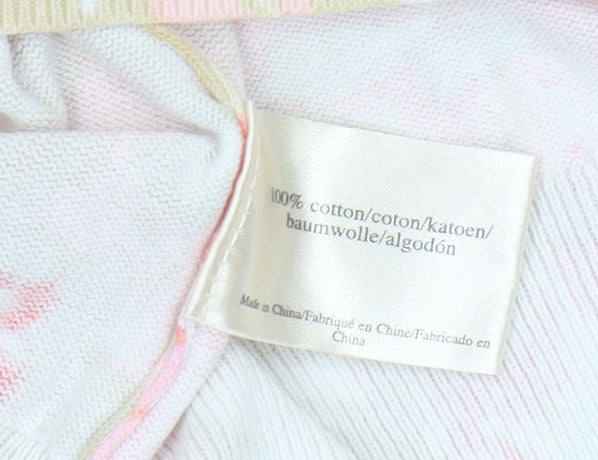 100% cotton/coton/katoen/
baumwolle/algodón
Made in China/Fabriqué en Chine/Fabricado en
China